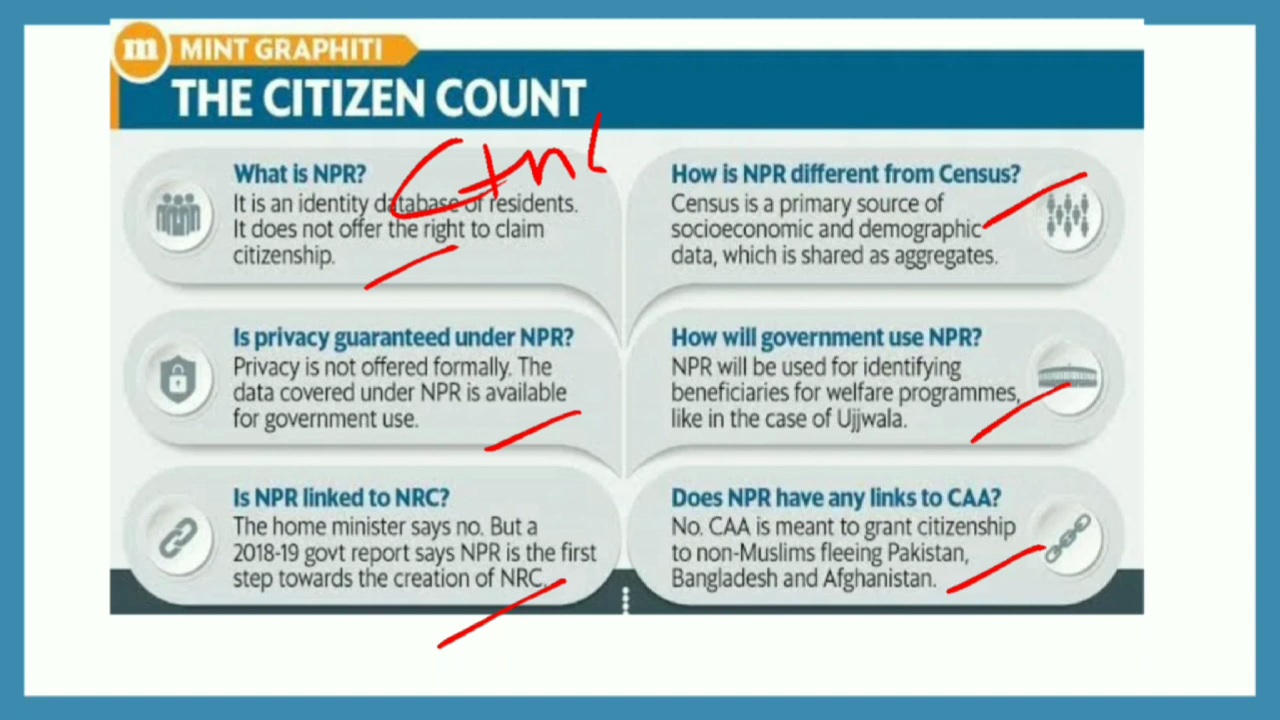 m MINT GRAPHITI
THE CITIZEN COUNT
What is NPR?
It is an identity database of residents.
It does not offer the right to claim
citizenship.
How is NPR different from Census?
Census is a primary source of
socioeconomic and demographic
data, which is shared as aggregates.
Is privacy guaranteed under NPR?
Privacy is not offered formally. The
data covered under NPR is available
for government use.
How will government use NPR?
NPR will be used for identifying
beneficiaries for welfare programmes,
like in the case of Ujjwala.
Is NPR linked to NRC?
The home minister says no. But a
2018-19 govt report says NPR is the first
step towards the creation of NRC.
Does NPR have any links to CAA?
No. CAA is meant to grant citizenship
to non-Muslims fleeing Pakistan,
Bangladesh and Afghanistan.